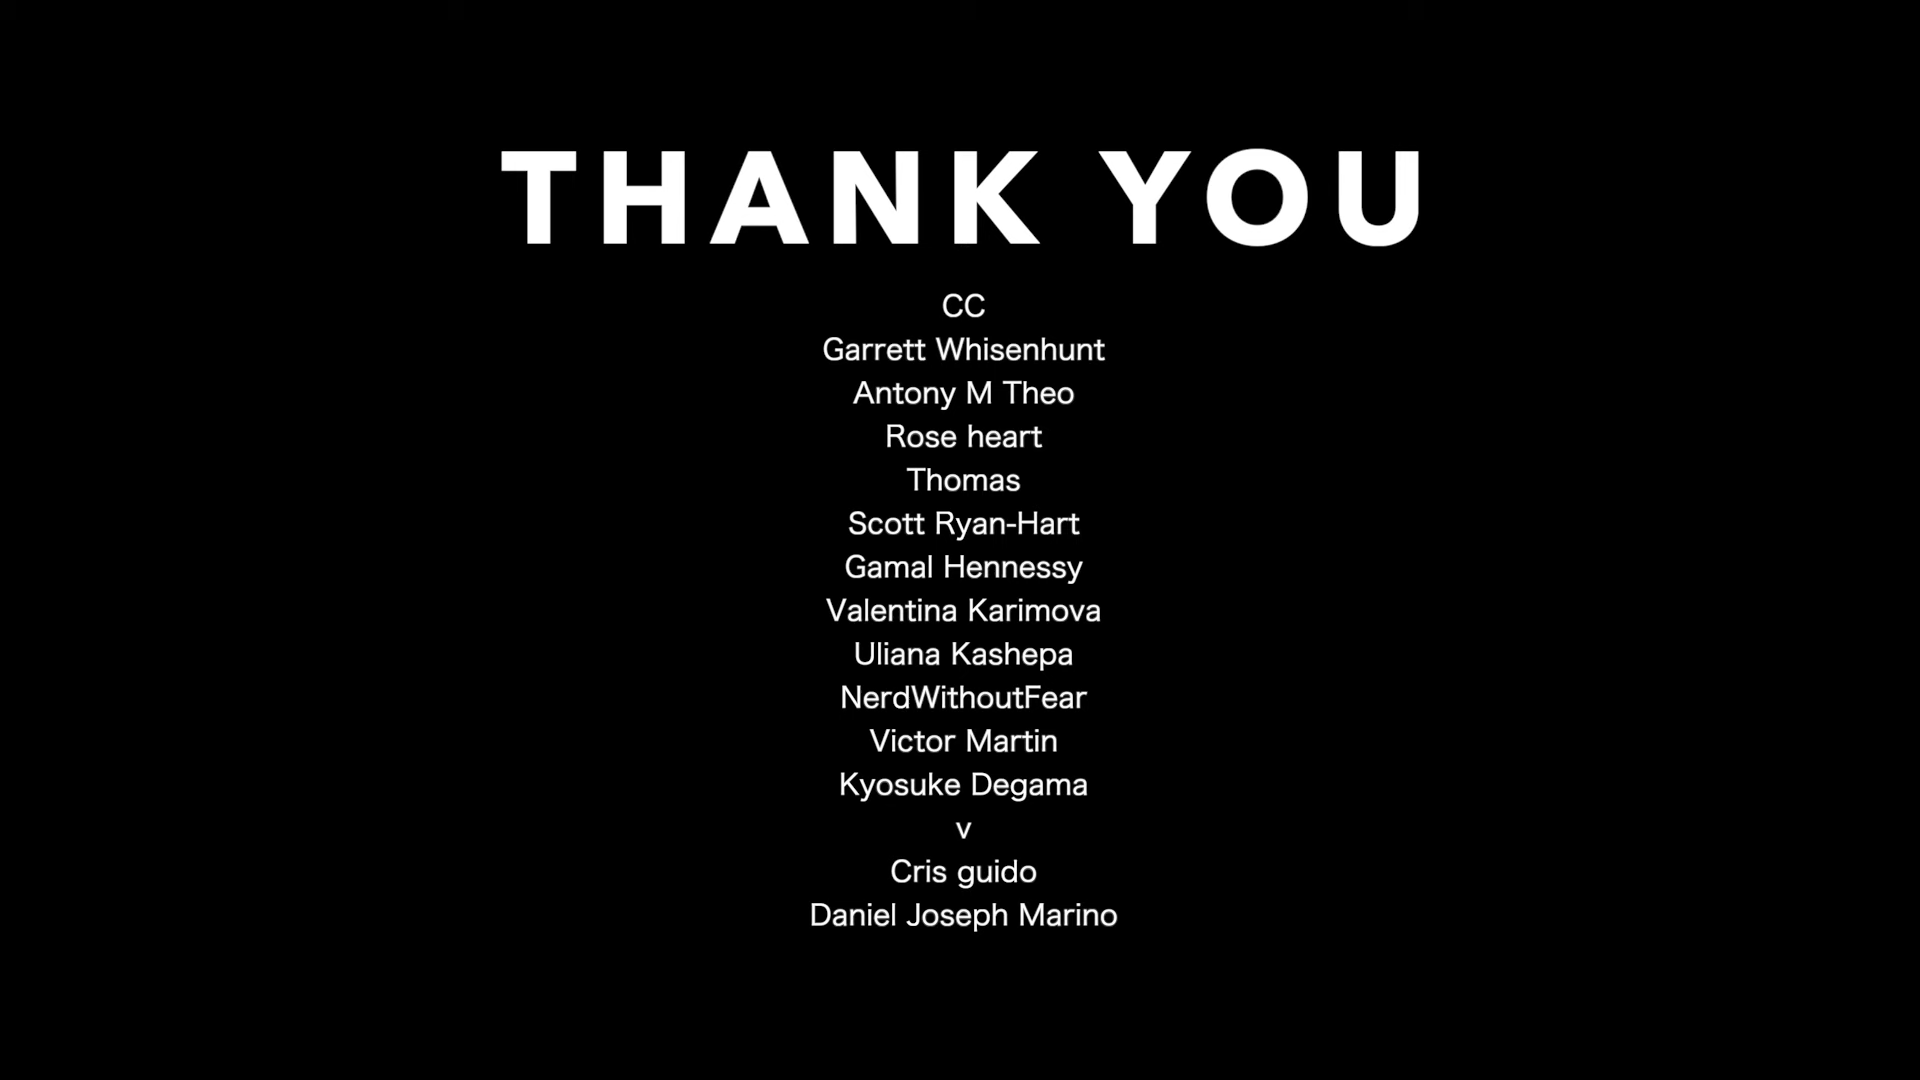 THANK YOU
CC
Garrett Whisenhunt
Antony M Theo
Rose heart
Thomas
Scott Ryan-Hart
Gamal Hennessy
Valentina Karimova
Uliana Kashepa
NerdWithoutFear
Victor Martin
Kyosuke Degama
v
Cris guido
Daniel Joseph Marino